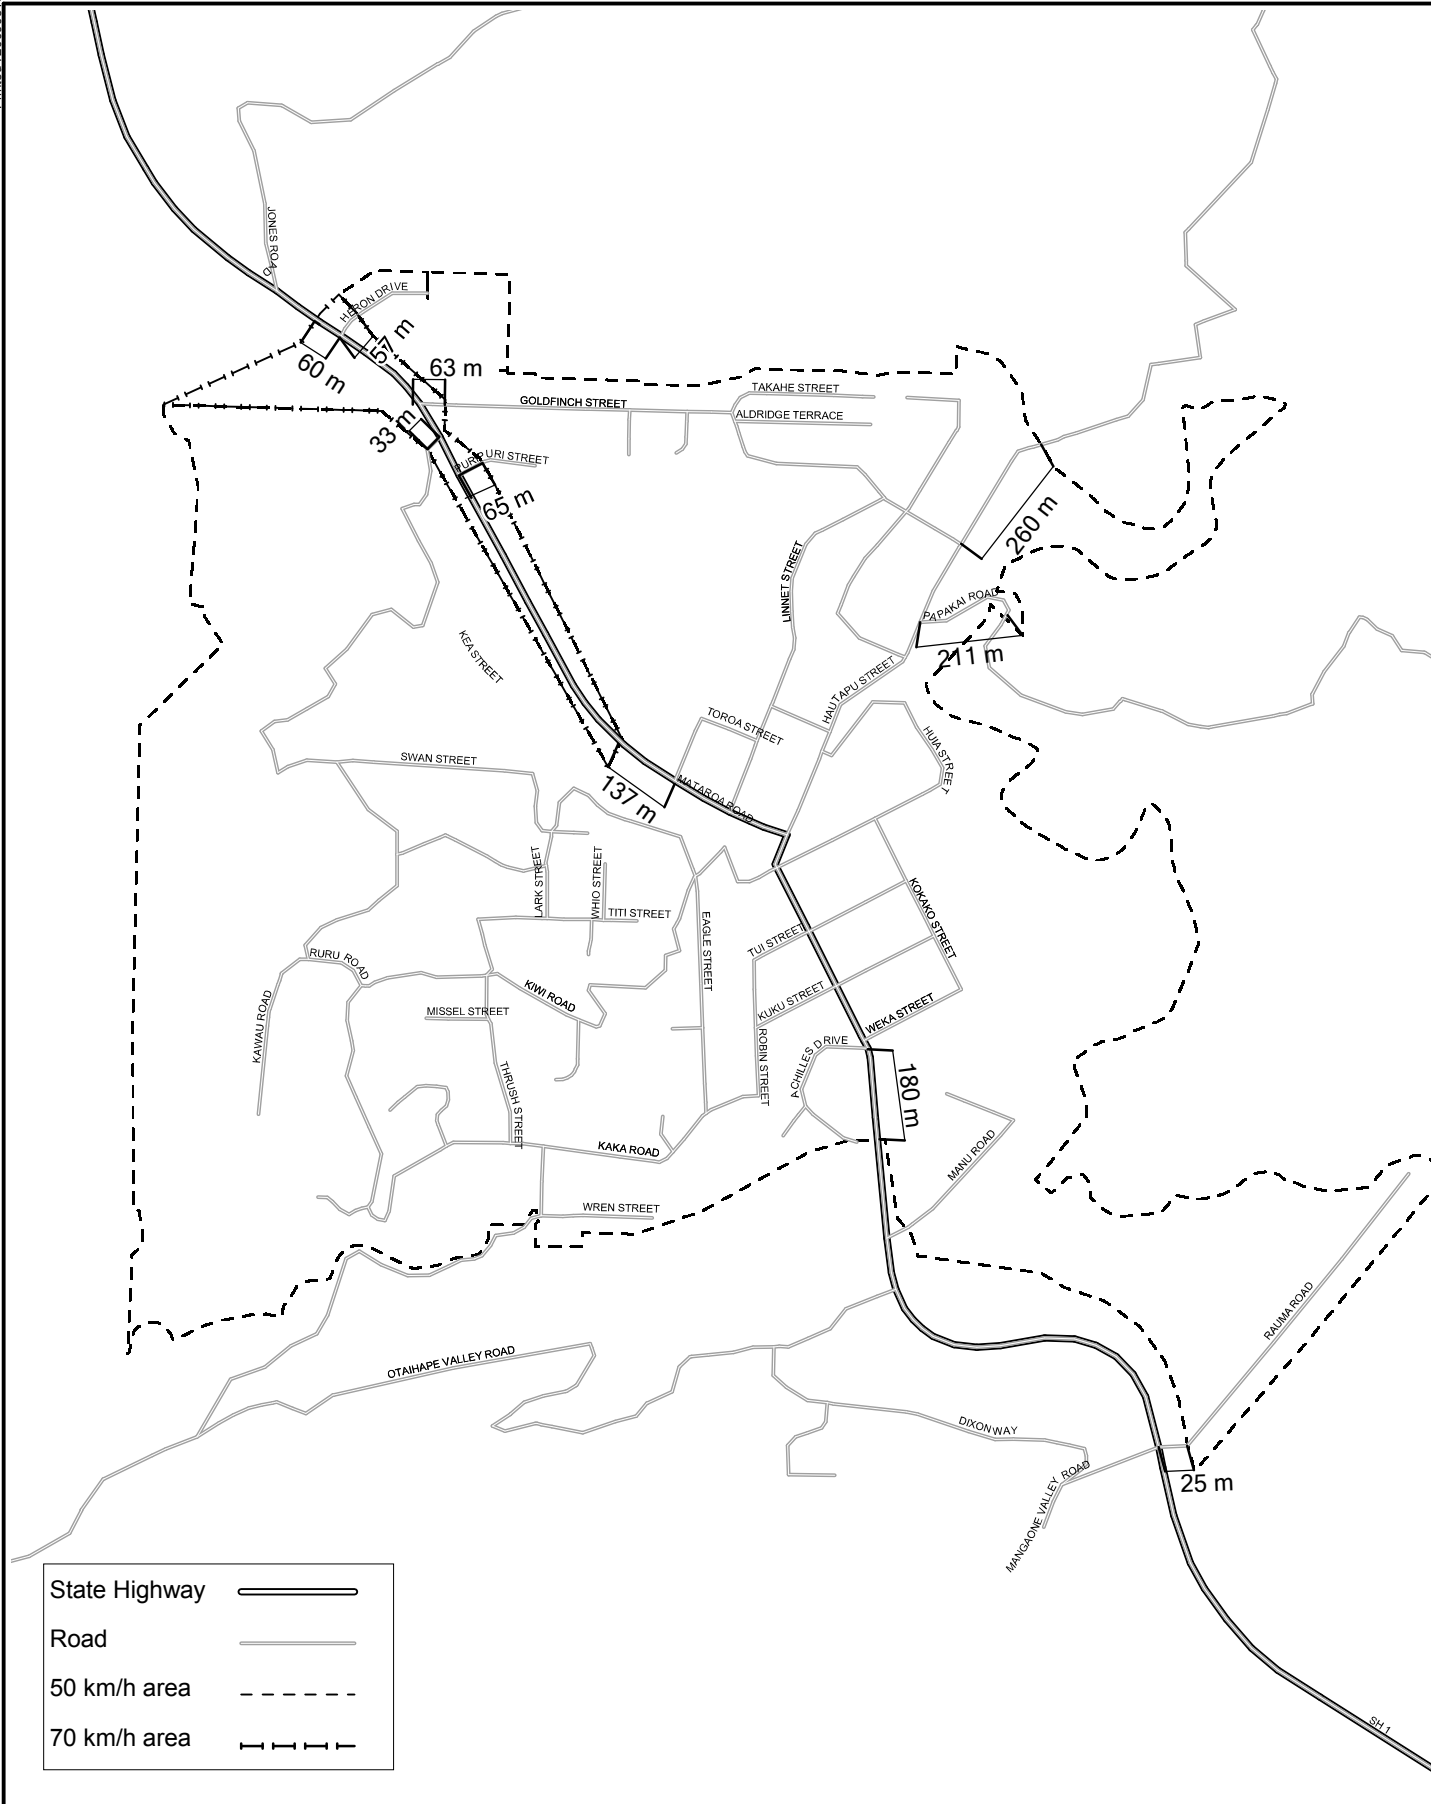 JONES ROAD
HERON DRIVE
57 m
60 m
63 m
TAKAHE STREET
GOLDFINCH STREET
ALDRIDGE TERRACE
33 m
PURPURI STREET
65 m
260 m
LINNET STREET
PAPAKAI ROAD
211 m
KEA STREET
HAUTAPU STREET
TOROA STREET
HUIA STREET
SWAN STREET
MATAROA ROAD
137 m
LARK STREET
WHIO STREET
TITI STREET
EAGLE STREET
KOKAKO STREET
TUI STREET
RURU ROAD
KIWI ROAD
KUKU STREET
WEKA STREET
MISSEL STREET
KAWAU ROAD
ROBIN STREET
ACHILLES DRIVE
180 m
THRUSH STREET
KAKA ROAD
MANU ROAD
WREN STREET
RAUMA ROAD
OTAIHAPE VALLEY ROAD
DIXON WAY
MANGAONE VALLEY ROAD
25 m
SH 1
State Highway
Road
50 km/h area
70 km/h area